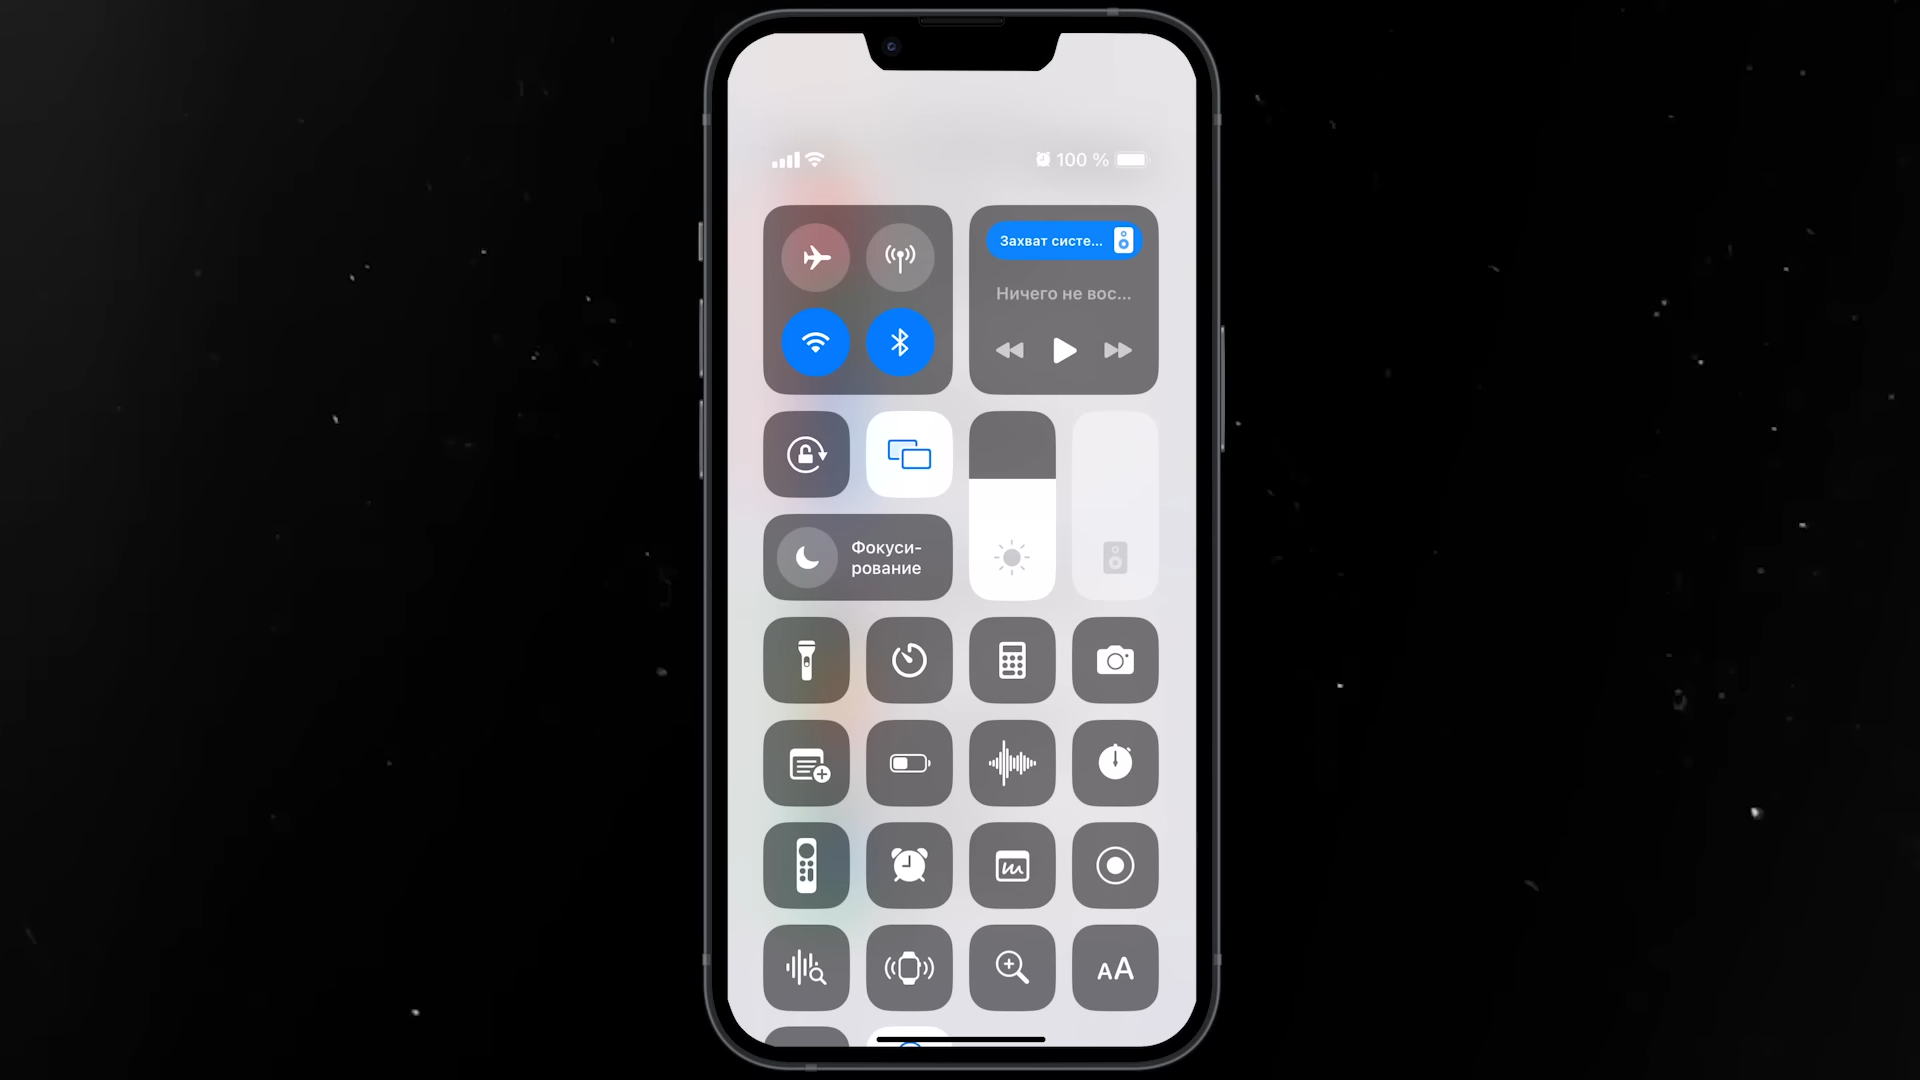 100 %
Захват систе...
Ничего не вос...
Фокуси-
рование
AA